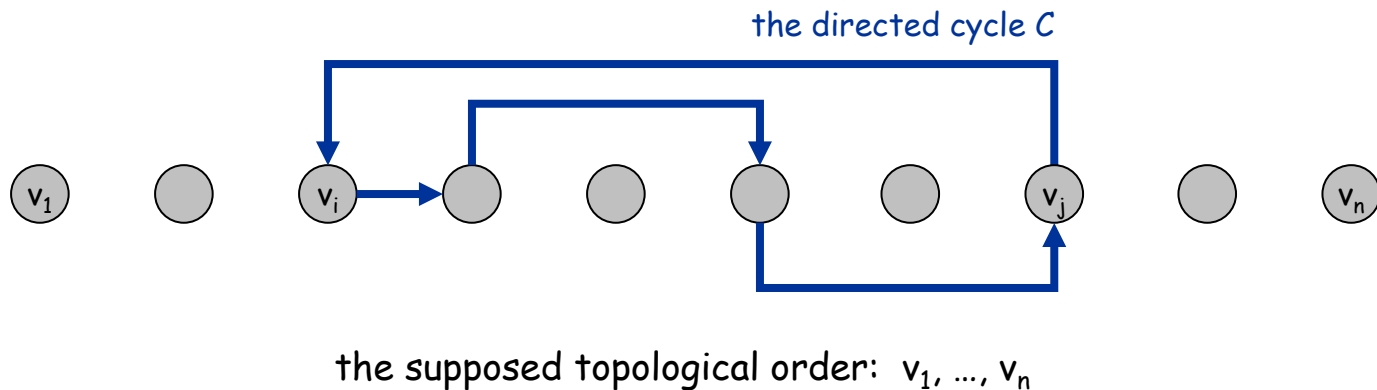 the directed cycle C
v₁ vᵢ vⱼ vₙ
the supposed topological order: v₁, ..., vₙ